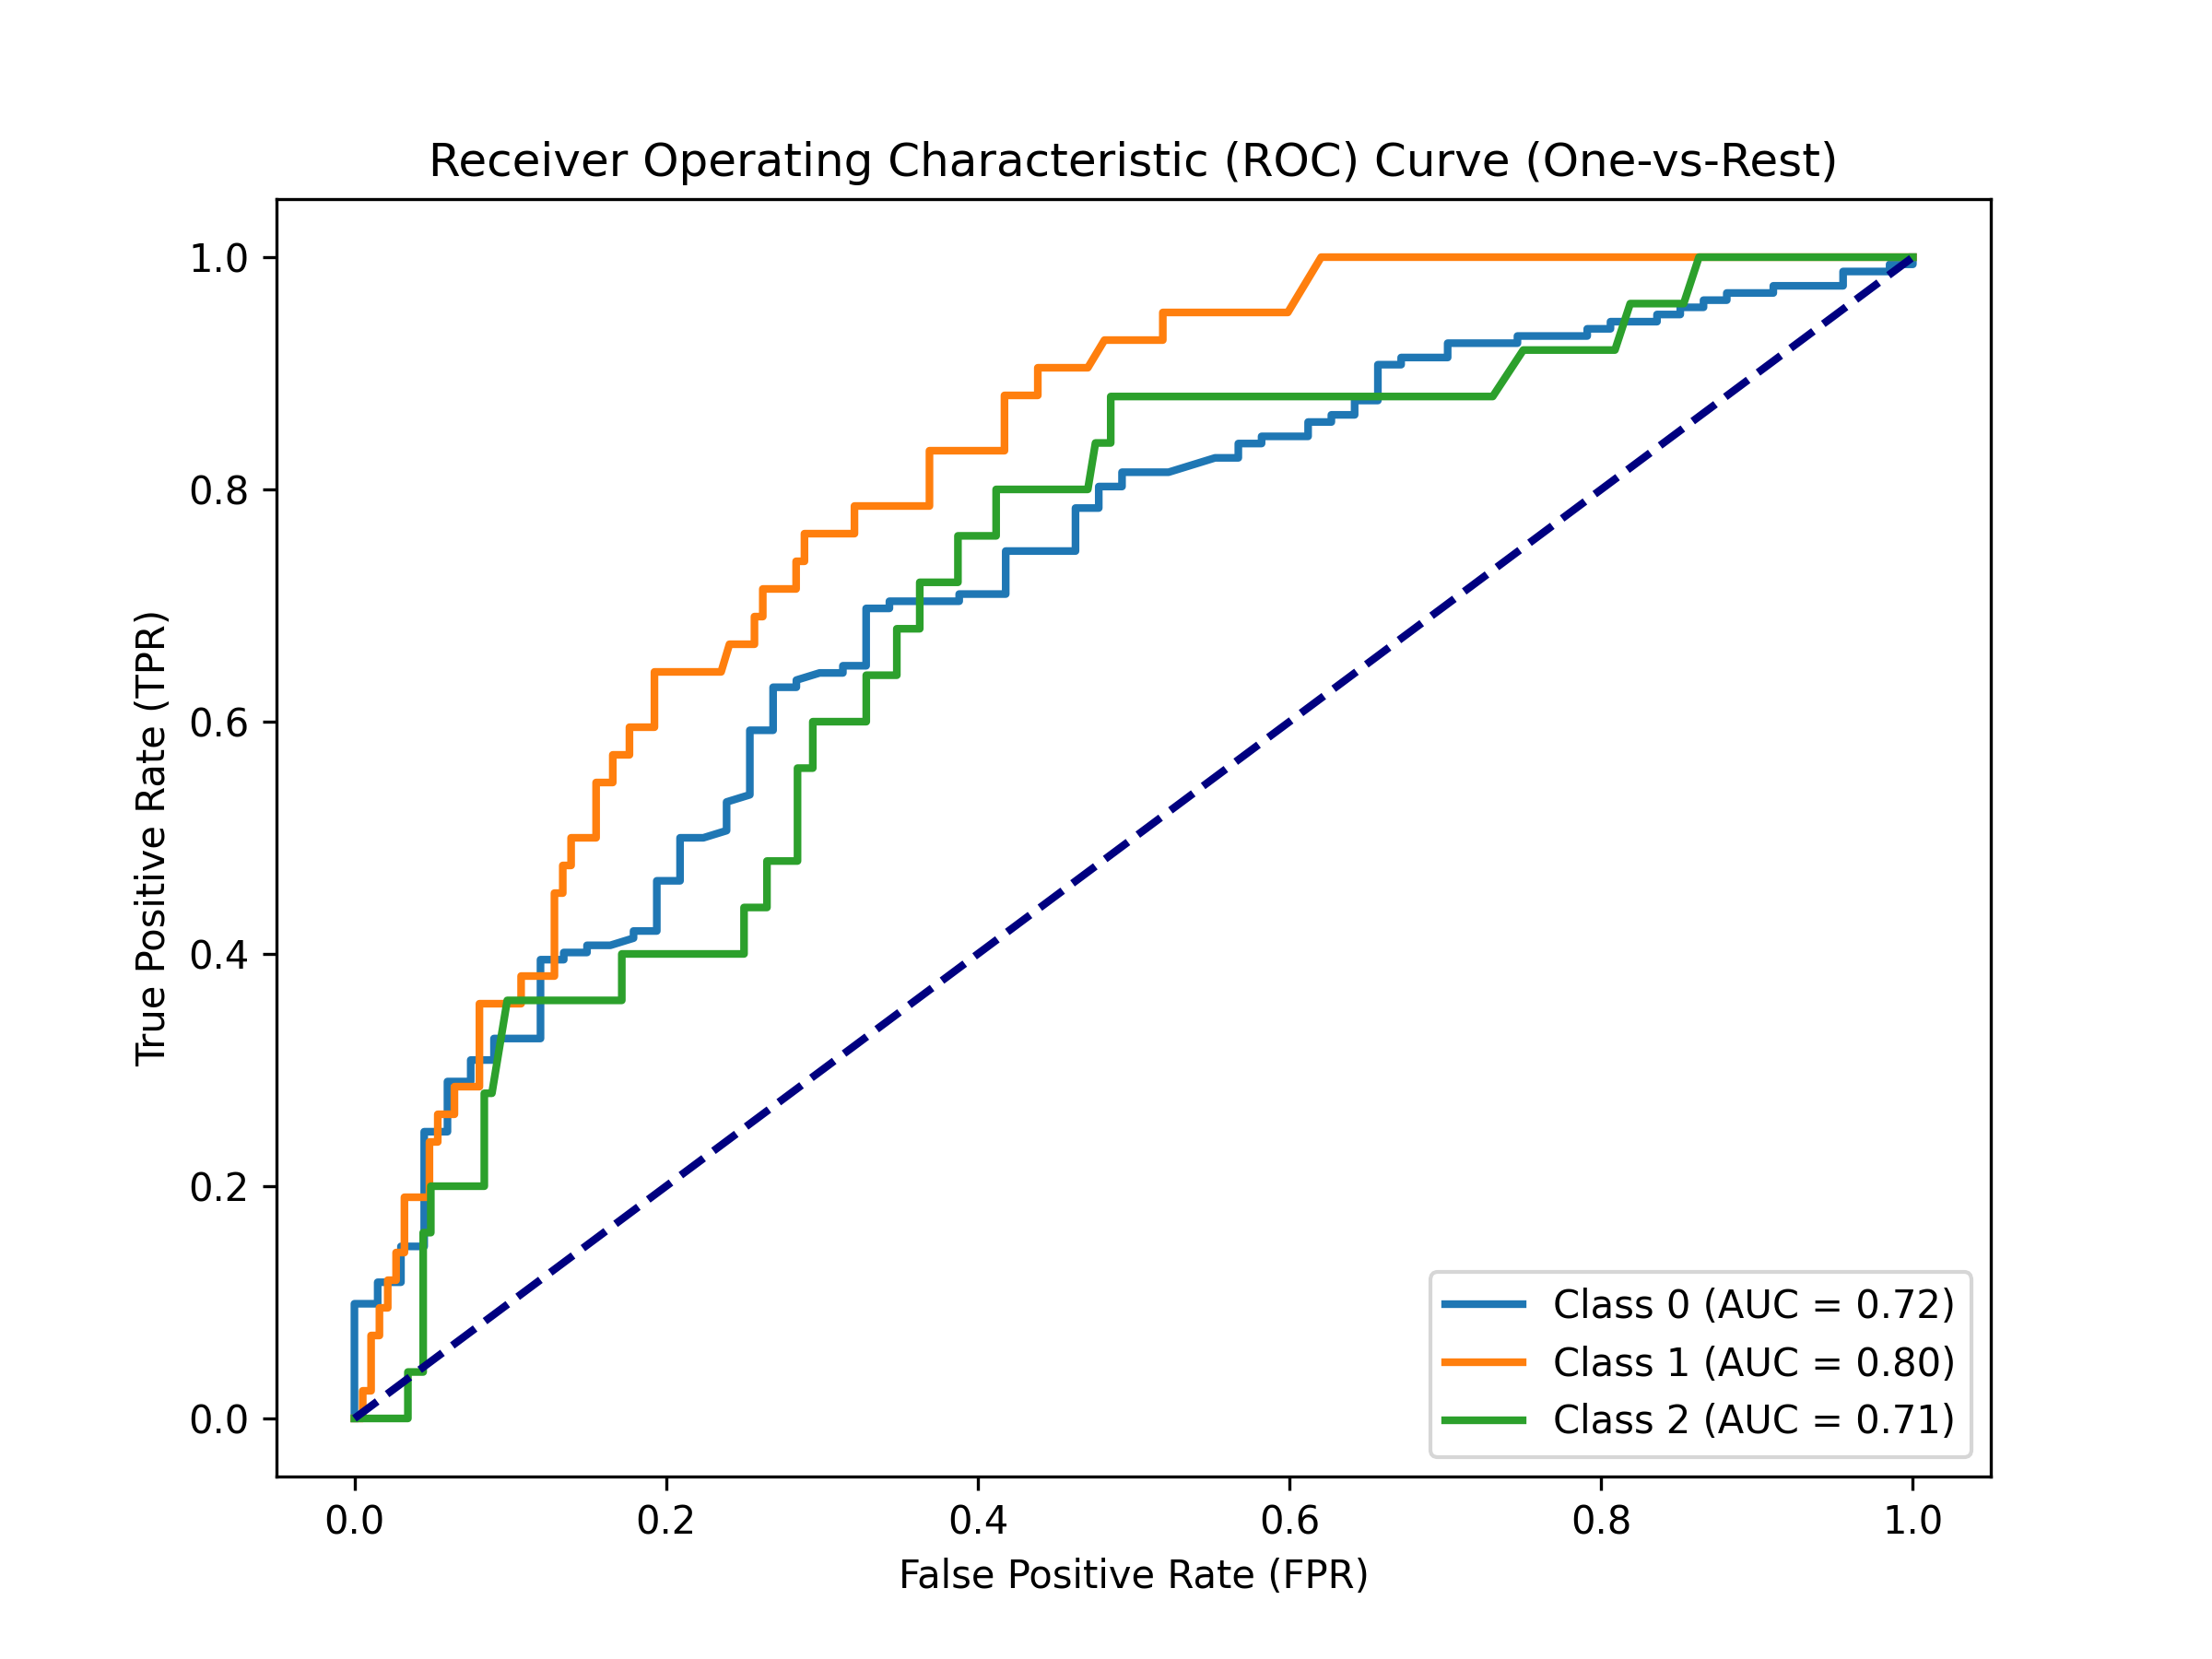 Receiver Operating Characteristic (ROC) Curve (One-vs-Rest)
True Positive Rate (TPR)
1.0
0.8
0.6
0.4
0.2
0.0
Class 0 (AUC = 0.72)
Class 1 (AUC = 0.80)
Class 2 (AUC = 0.71)
0.0 0.2 0.4 0.6 0.8 1.0
False Positive Rate (FPR)